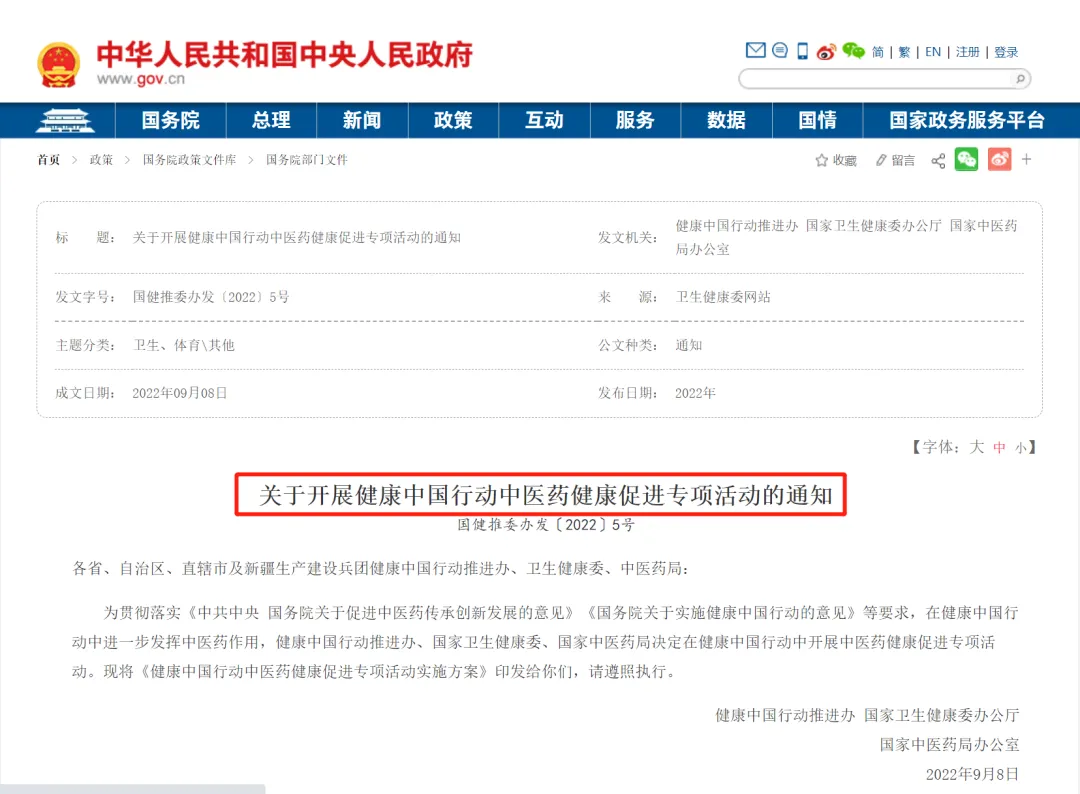 中华人民共和国中央人民政府
www.gov.cn
简 | 繁 | EN | 注册 | 登录
国务院 总理 新闻 政策 互动 服务 数据 国情 国家政务服务平台
首页 > 政策 > 国务院政策文件库 > 国务院部门文件
收藏 留言
标 题： 关于开展健康中国行动中医药健康促进专项活动的通知
发文机关： 健康中国行动推进办 国家卫生健康委办公厅 国家中医药
局办公室
发文字号： 国健推委办发〔2022〕5号
来 源： 卫生健康委网站
主题分类： 卫生、体育\其他
公文种类： 通知
成文日期： 2022年09月08日
发布日期： 2022年
【字体：大 中 小】
关于开展健康中国行动中医药健康促进专项活动的通知
国健推委办发〔2022〕5号
各省、自治区、直辖市及新疆生产建设兵团健康中国行动推进办、卫生健康委、中医药局：
为贯彻落实《中共中央 国务院关于促进中医药传承创新发展的意见》《国务院关于实施健康中国行动的意见》等要求，在健康中国行
动中进一步发挥中医药作用，健康中国行动推进办、国家卫生健康委、国家中医药局决定在健康中国行动中开展中医药健康促进专项活
动。现将《健康中国行动中医药健康促进专项活动实施方案》印发给你们，请遵照执行。
健康中国行动推进办 国家卫生健康委办公厅
国家中医药局办公室
2022年9月8日